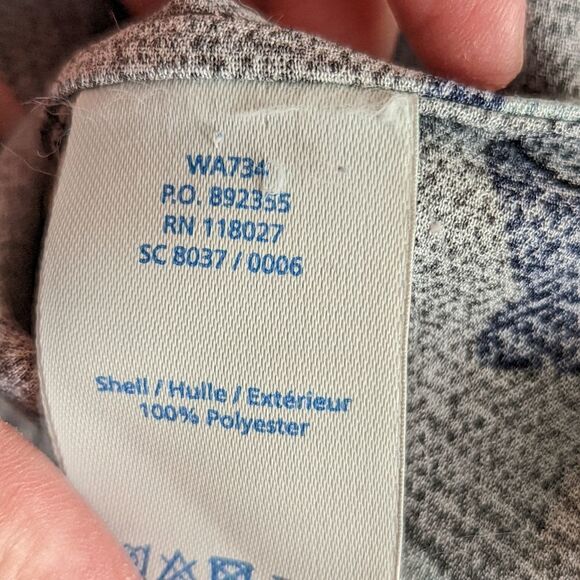 WA734
P.O. 892355
RN 118027
SC 8037 / 0006
Shell / Hulle / Extérieur
100% Polyester